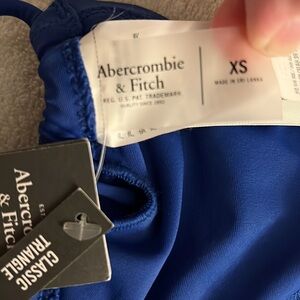 Abercrombie
& Fitch
REG. U.S. PAT. TRADEMARK
QUALITY SINCE 1892
XS
MADE IN SRI LANKA
Abercrombie
& Fitch
CLASSIC
TRIANGLE